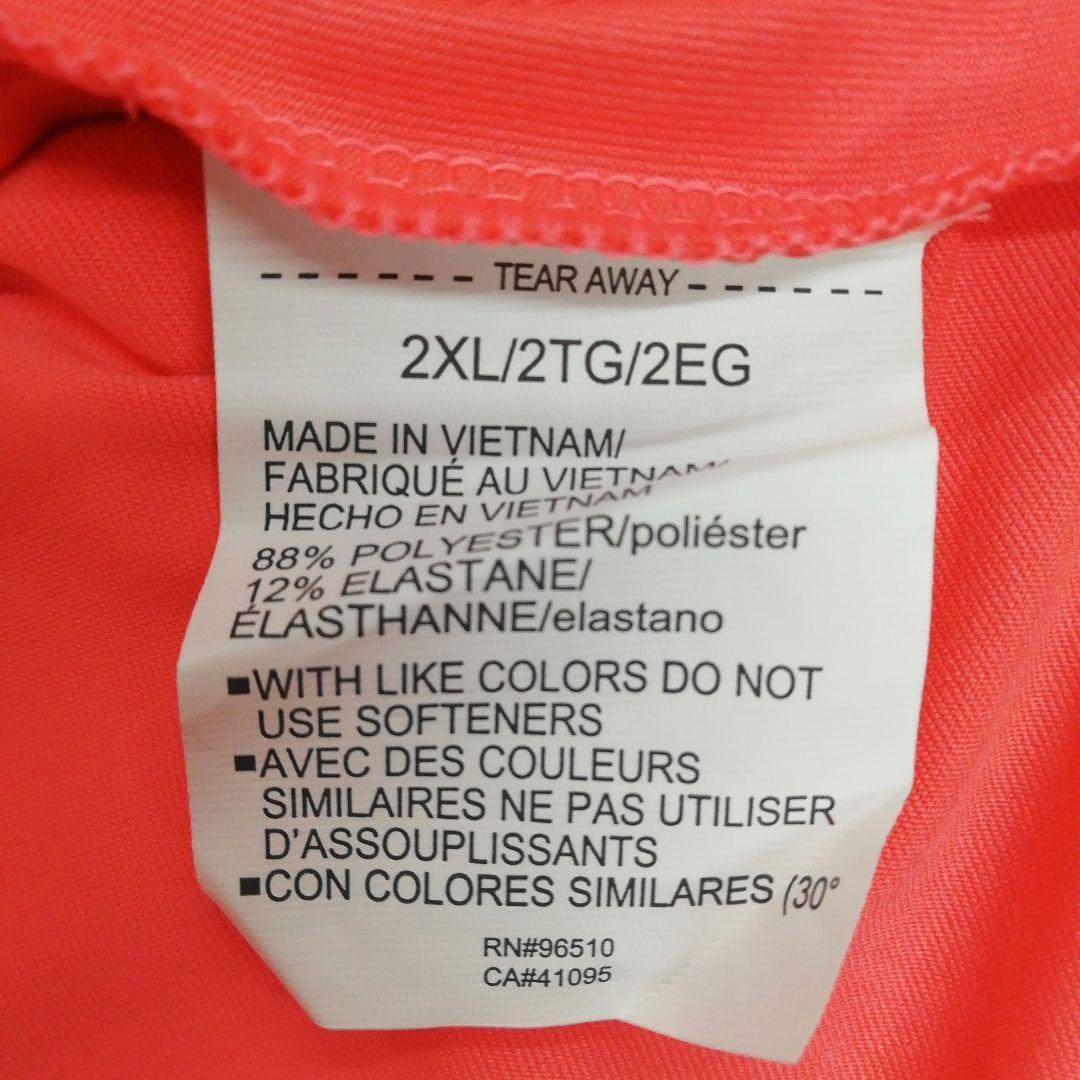 ------ TEAR AWAY ------
2XL/2TG/2EG
MADE IN VIETNAM/
FABRIQUÉ AU VIETNAM/
HECHO EN VIETNAM
88% POLYESTER/poliéster
12% ELASTANE/
ÉLASTHANNE/elastano
▪WITH LIKE COLORS DO NOT
USE SOFTENERS
▪AVEC DES COULEURS
SIMILAIRES NE PAS UTILISER
D'ASSOUPLISSANTS
▪CON COLORES SIMILARES (30°
RN#96510
CA#41095